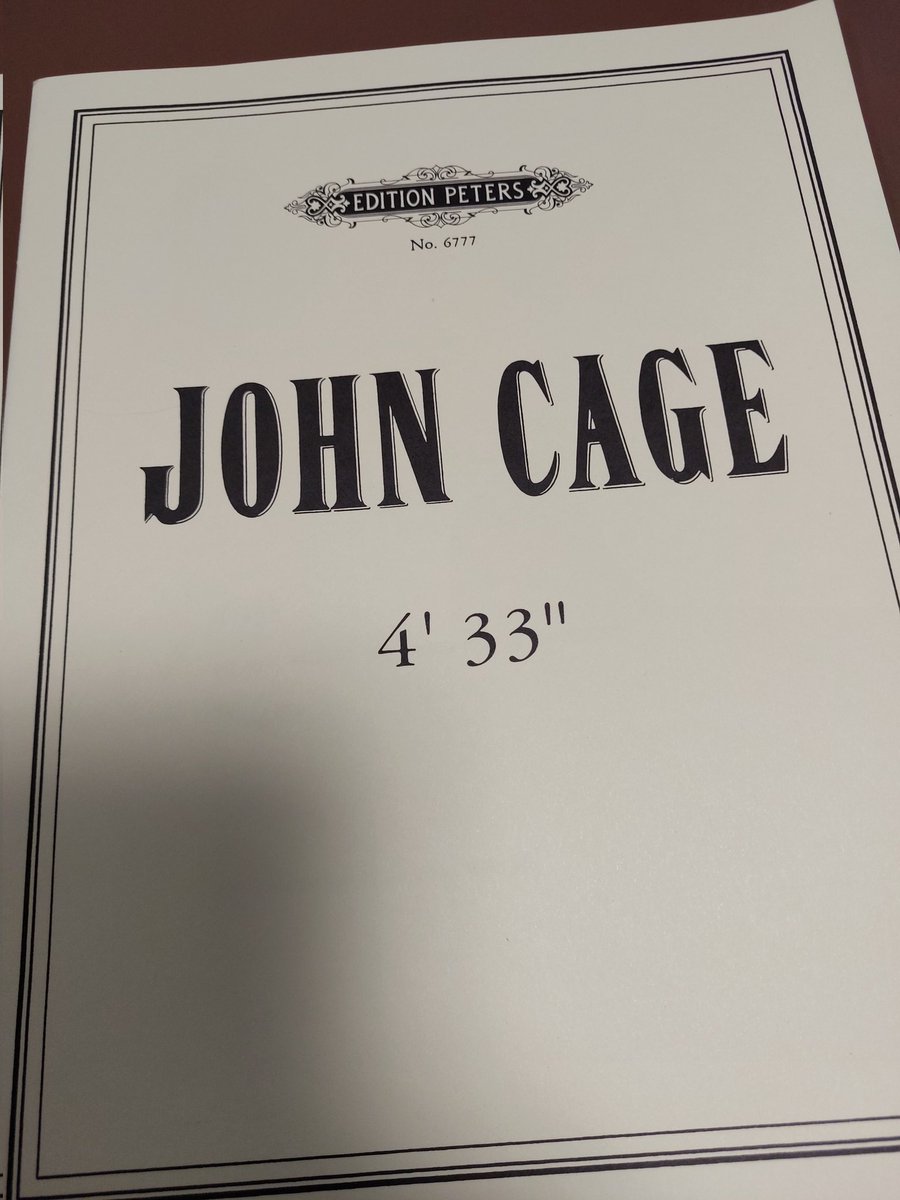 EDITION PETERS
No. 6777
JOHN CAGE
4' 33"